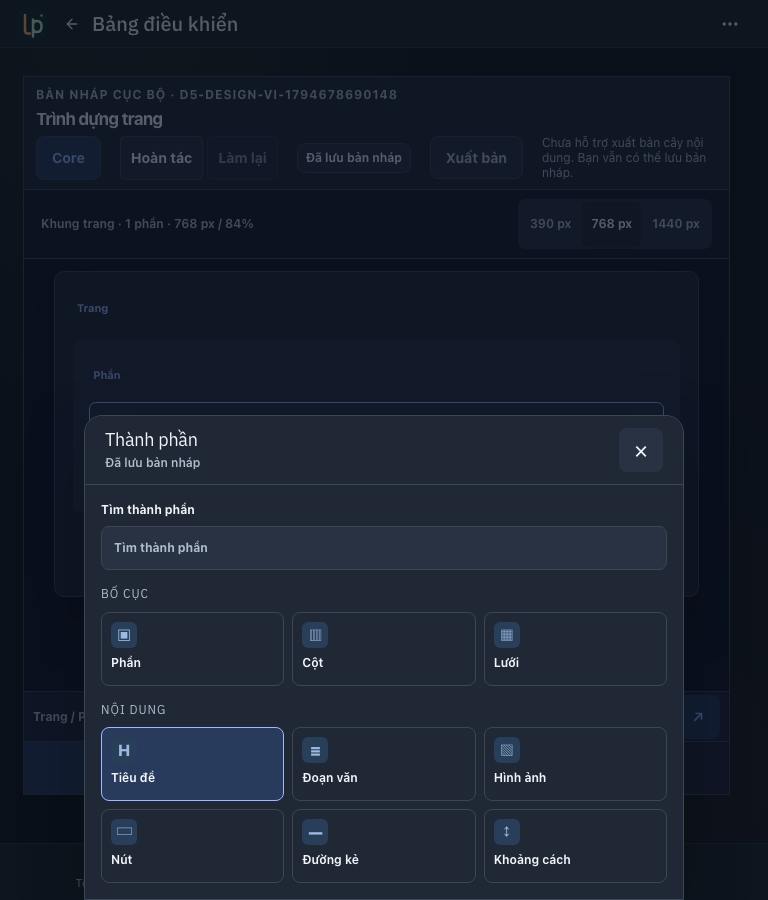 lp
Bảng điều khiển
BẢN NHÁP CỤC BỘ · D5-DESIGN-VI-1794678690148
Trình dựng trang
Core
Hoàn tác
Làm lại
Đã lưu bản nháp
Xuất bản
Chưa hỗ trợ xuất bản cây nội
dung. Bạn vẫn có thể lưu bản
nháp.
Khung trang · 1 phần · 768 px / 84%
390 px
768 px
1440 px
Trang
Phần
Thành phần
Đã lưu bản nháp
Tìm thành phần
Tìm thành phần
BỐ CỤC
Phần
Cột
Lưới
NỘI DUNG
H
Tiêu đề
Đoạn văn
Hình ảnh
Nút
Đường kẻ
Khoảng cách
Trang /